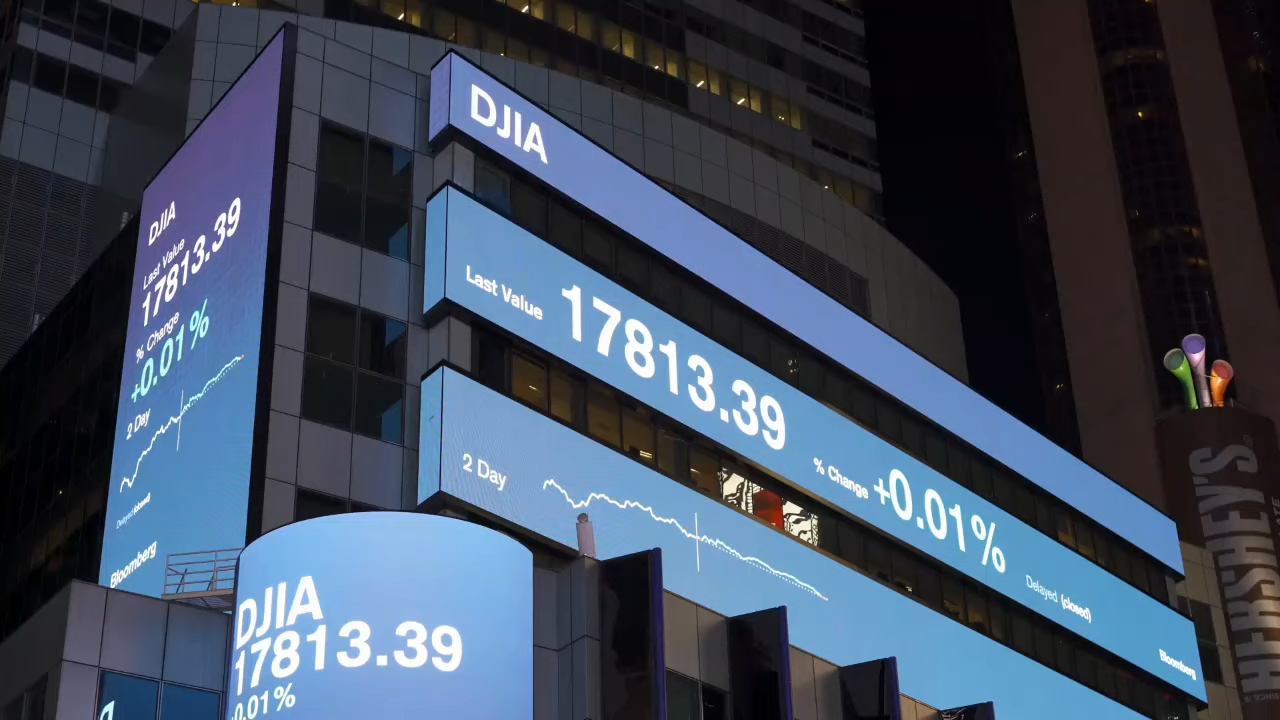 DJIA
Last Value
17813.39
% Change
+0.01%
2 Day
Delayed (closed)
Bloomberg
DJIA
Last Value 17813.39 % Change +0.01% Delayed (closed)
Bloomberg
2 Day
DJIA
17813.39
0.01%
HERSHEY'S
SINCE